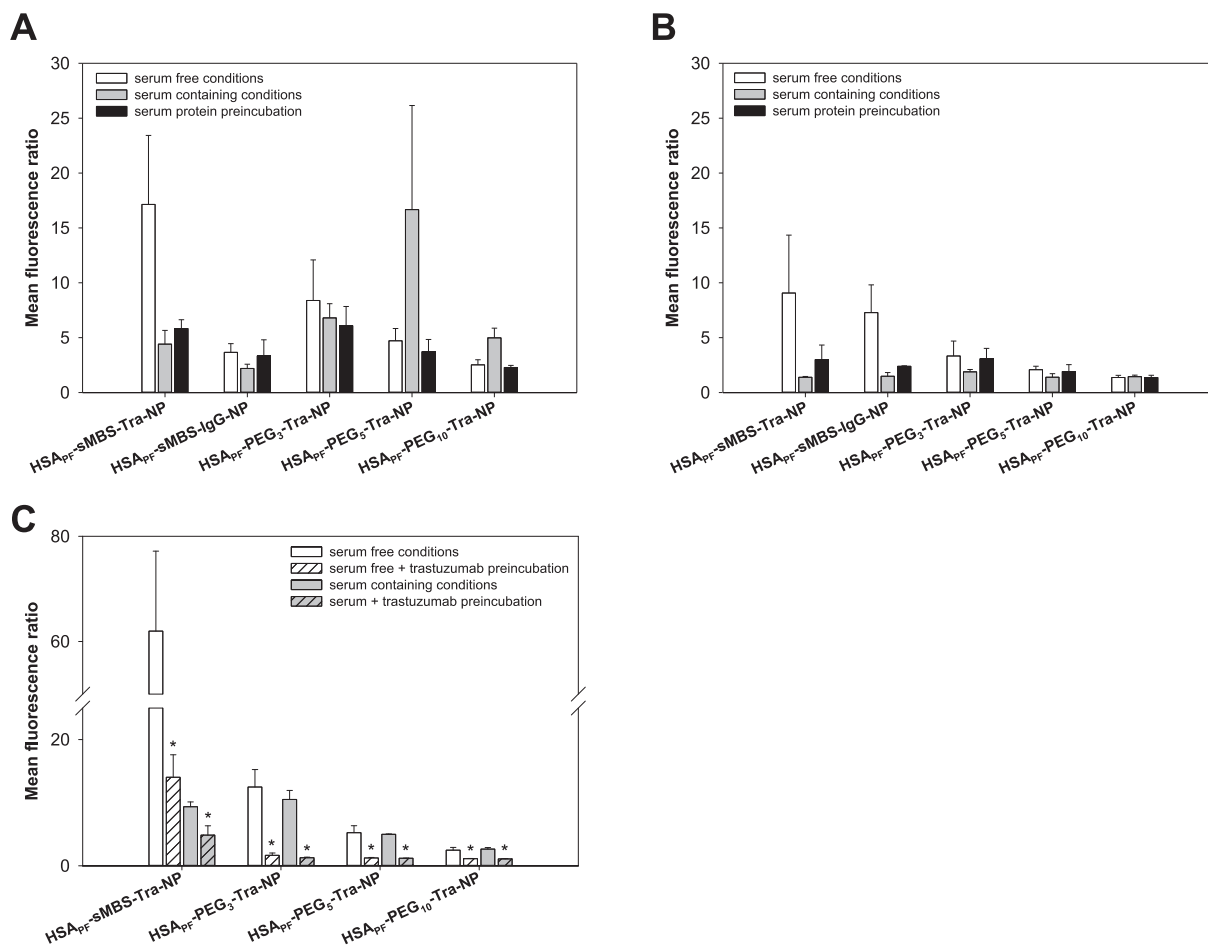 A
Mean fluorescence ratio
30
25
20
15
10
5
0
serum free conditions
serum containing conditions
serum protein preincubation
HSAPF-sMBS-Tra-NP
HSAPF-sMBS-IgG-NP
HSAPF-PEG3-Tra-NP
HSAPF-PEG5-Tra-NP
HSAPF-PEG10-Tra-NP
B
Mean fluorescence ratio
30
25
20
15
10
5
0
serum free conditions
serum containing conditions
serum protein preincubation
HSAPF-sMBS-Tra-NP
HSAPF-sMBS-IgG-NP
HSAPF-PEG3-Tra-NP
HSAPF-PEG5-Tra-NP
HSAPF-PEG10-Tra-NP
C
Mean fluorescence ratio
Mean fluorescence ratio
80
60
20
0
serum free conditions
serum free + trastuzumab preincubation
serum containing conditions
serum + trastuzumab preincubation
*
*
*
*
*
*
*
*
HSAPF-sMBS-Tra-NP
HSAPF-PEG3-Tra-NP
HSAPF-PEG5-Tra-NP
HSAPF-PEG10-Tra-NP